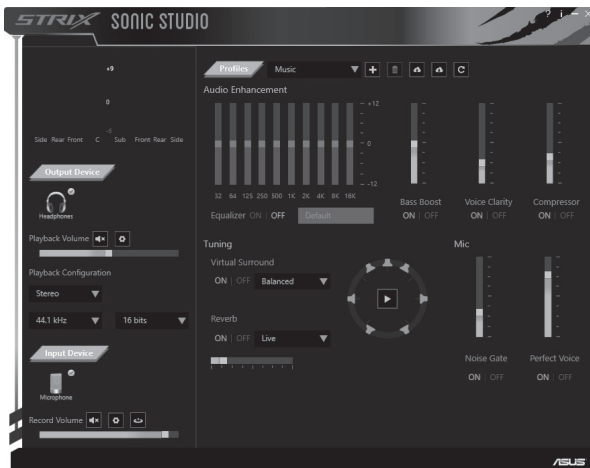 STRIX SONIC STUDIO
? i – ×
+9
0
-6
Side Rear Front C Sub Front Rear Side
Output Device
Headphones
Playback Volume
Playback Configuration
Stereo
44.1 kHz 16 bits
Input Device
Microphone
Record Volume
Profiles Music
Audio Enhancement
+12
0
-12
32 64 125 250 500 1K 2K 4K 8K 16K
Equalizer ON | OFF Default
Bass Boost Voice Clarity Compressor
ON | OFF ON | OFF ON | OFF
Tuning
Virtual Surround
ON | OFF Balanced
Reverb
ON | OFF Live
Mic
Noise Gate Perfect Voice
ON | OFF ON | OFF
ASUS